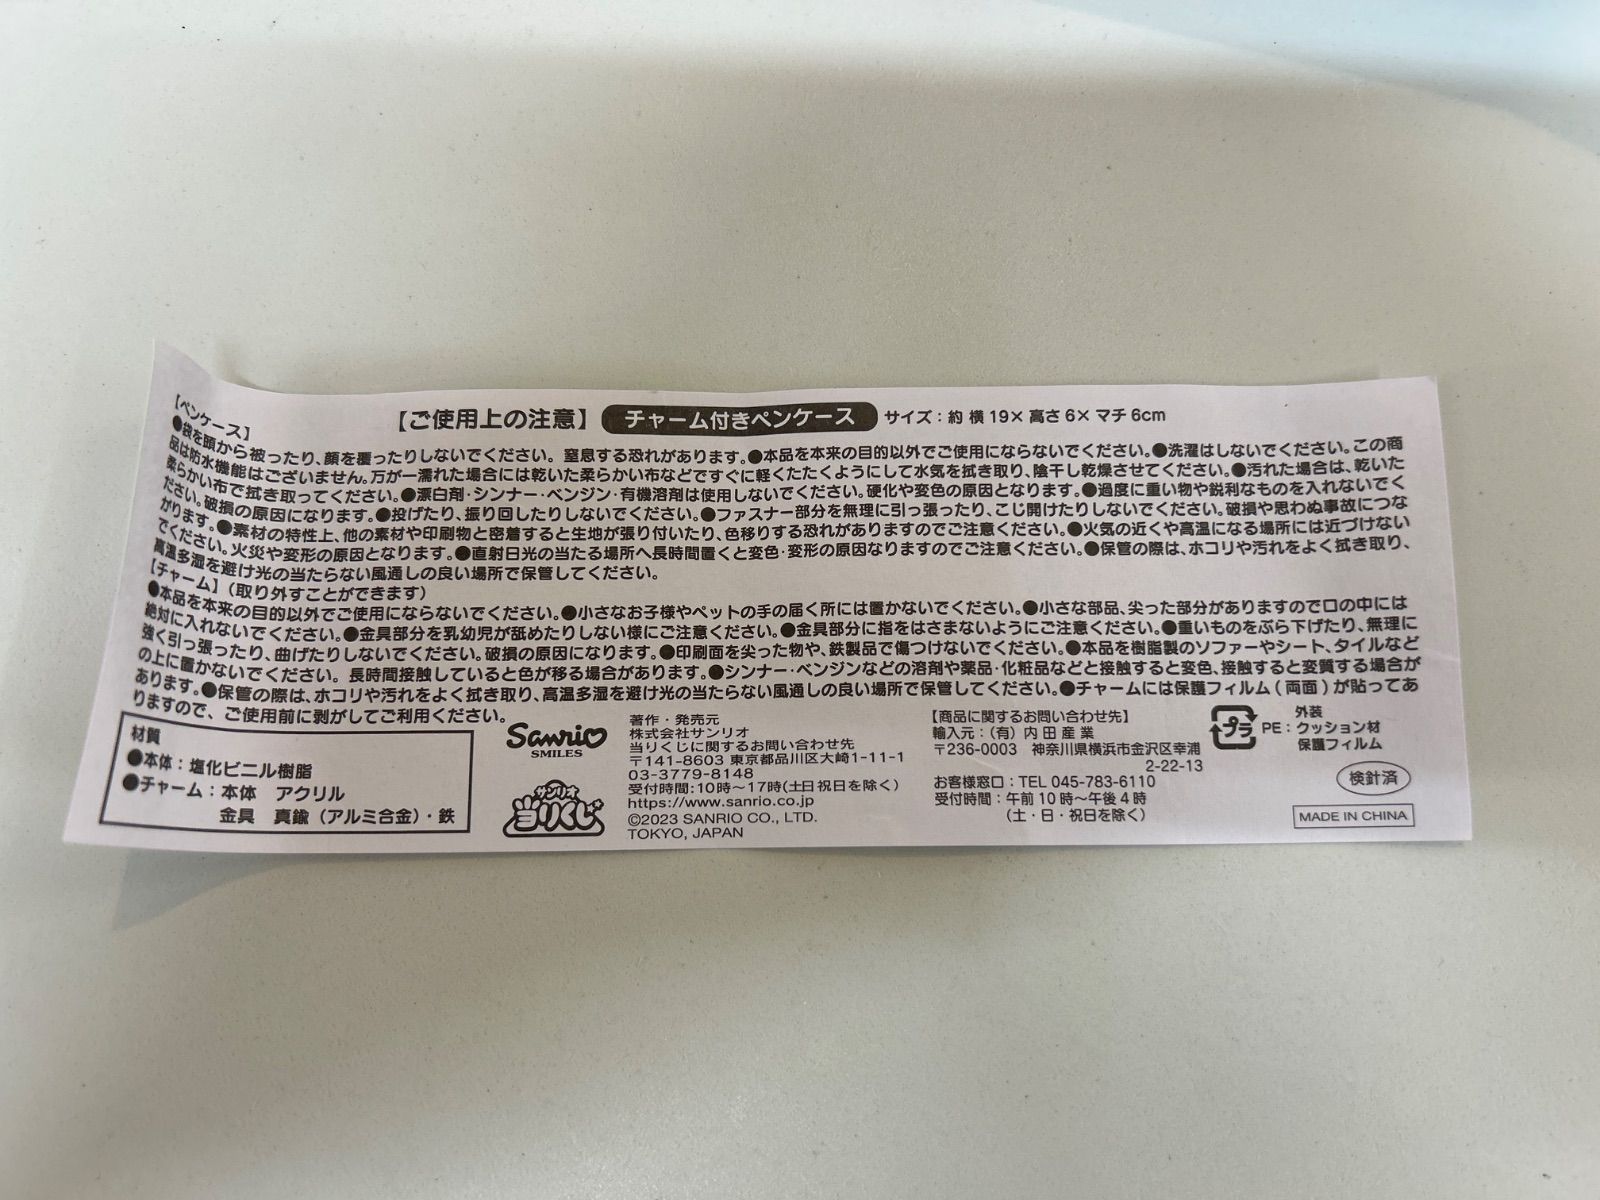 【ご使用上の注意】 チャーム付きペンケース サイズ：約 横 19× 高さ 6× マチ 6cm
【ペンケース】
●袋を頭から被ったり、顔を覆ったりしないでください。窒息する恐れがあります。●本品を本来の目的以外でご使用にならないでください。●洗濯はしないでください。この商
品は防水機能はございません。万が一濡れた場合には乾いた柔らかい布などですぐに軽くたたくようにして水気を拭き取り、陰干し乾燥させてください。●汚れた場合は、乾いた
柔らかい布で拭き取ってください。●漂白剤・シンナー・ベンジン・有機溶剤は使用しないでください。硬化や変色の原因となります。●過度に重い物や鋭利なものを入れないでく
ださい。破損の原因になります。●投げたり、振り回したりしないでください。●ファスナー部分を無理に引っ張ったり、こじ開けたりしないでください。破損や思わぬ事故につな
がります。●素材の特性上、他の素材や印刷物と密着すると生地が張り付いたり、色移りする恐れがありますのでご注意ください。●火気の近くや高温になる場所には近づけない
でください。火災や変形の原因となります。●直射日光の当たる場所へ長時間置くと変色・変形の原因なりますのでご注意ください。●保管の際は、ホコリや汚れをよく拭き取り、
高温多湿を避け光の当たらない風通しの良い場所で保管してください。
【チャーム】（取り外すことができます）
●本品を本来の目的以外でご使用にならないでください。●小さなお子様やペットの手の届く所には置かないでください。●小さな部品、尖った部分がありますので口の中には
絶対に入れないでください。●金具部分を乳幼児が舐めたりしない様にご注意ください。●金具部分に指をはさまないようにご注意ください。●重いものをぶら下げたり、無理に
強く引っ張ったり、曲げたりしないでください。破損の原因になります。●印刷面を尖った物や、鉄製品で傷つけないでください。●本品を樹脂製のソファーやシート、タイルなど
の上に置かないでください。長時間接触していると色が移る場合があります。●シンナー・ベンジンなどの溶剤や薬品・化粧品などと接触すると変色、接触すると変質する場合が
あります。●保管の際は、ホコリや汚れをよく拭き取り、高温多湿を避け光の当たらない風通しの良い場所で保管してください。●チャームには保護フィルム(両面)が貼ってあ
りますので、ご使用前に剥がしてご利用ください。
材質
●本体：塩化ビニル樹脂
●チャーム：本体 アクリル
金具 真鍮（アルミ合金）・鉄
Sanrio
SMILES
サンリオ
当りくじ
著作・発売元
株式会社サンリオ
当りくじに関するお問い合わせ先
〒141-8603 東京都品川区大崎1-11-1
03-3779-8148
受付時間：10時〜17時(土日祝日を除く)
https://www.sanrio.co.jp
©2023 SANRIO CO., LTD.
TOKYO, JAPAN
【商品に関するお問い合わせ先】
輸入元：（有）内田産業
〒236-0003 神奈川県横浜市金沢区幸浦
2-22-13
お客様窓口：TEL 045-783-6110
受付時間：午前10時〜午後4時
（土・日・祝日を除く）
プラ
外装
PE：クッション材
保護フィルム
検針済
MADE IN CHINA